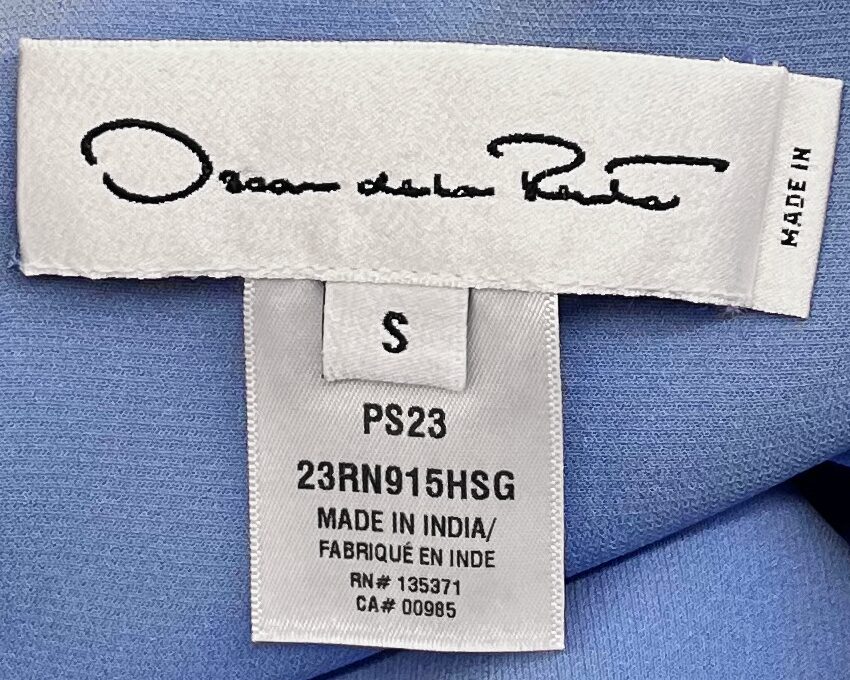 Oscar de la Renta
MADE IN
S
PS23
23RN915HSG
MADE IN INDIA/
FABRIQUÉ EN INDE
RN# 135371
CA# 00985